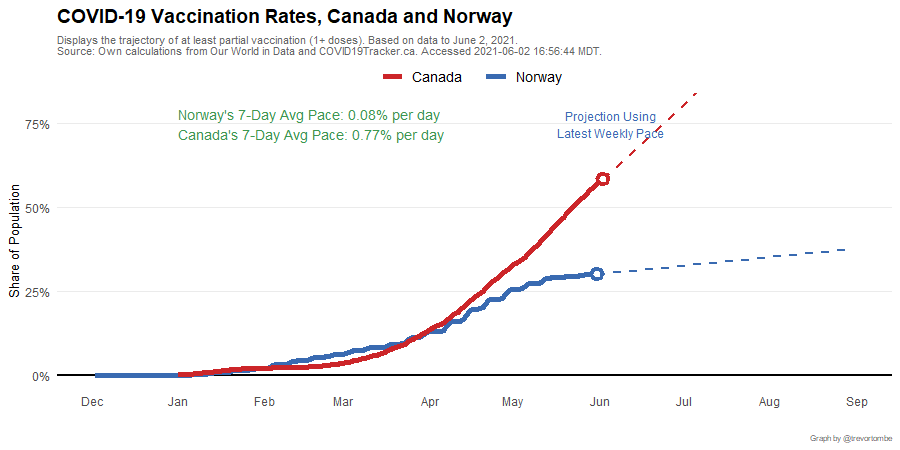 COVID-19 Vaccination Rates, Canada and Norway
Displays the trajectory of at least partial vaccination (1+ doses). Based on data to June 2, 2021.
Source: Own calculations from Our World in Data and COVID19Tracker.ca. Accessed 2021-06-02 16:56:44 MDT.
Canada Norway
Norway's 7-Day Avg Pace: 0.08% per day
Canada's 7-Day Avg Pace: 0.77% per day
Projection Using
Latest Weekly Pace
Share of Population
75%
50%
25%
0%
Dec Jan Feb Mar Apr May Jun Jul Aug Sep
Graph by @trevortombe